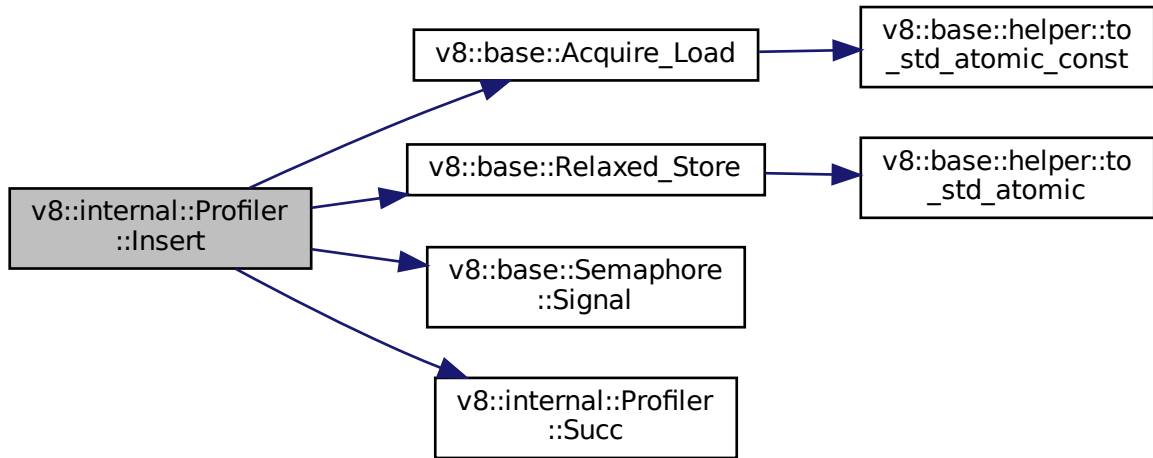 v8::internal::Profiler
::Insert
v8::base::Acquire_Load
v8::base::helper::to
_std_atomic_const
v8::base::Relaxed_Store
v8::base::helper::to
_std_atomic
v8::base::Semaphore
::Signal
v8::internal::Profiler
::Succ